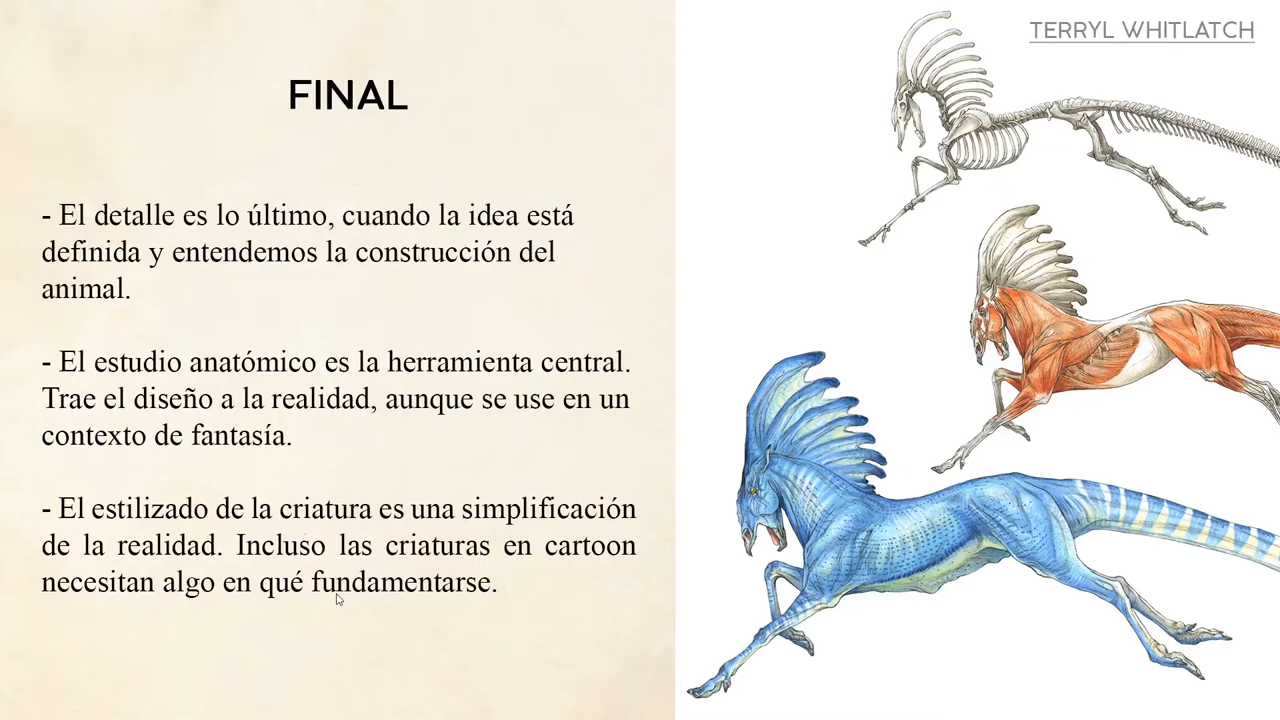 TERRYL WHITLATCH
FINAL
- El detalle es lo último, cuando la idea está
definida y entendemos la construcción del
animal.
- El estudio anatómico es la herramienta central.
Trae el diseño a la realidad, aunque se use en un
contexto de fantasía.
- El estilizado de la criatura es una simplificación
de la realidad. Incluso las criaturas en cartoon
necesitan algo en qué fundamentarse.